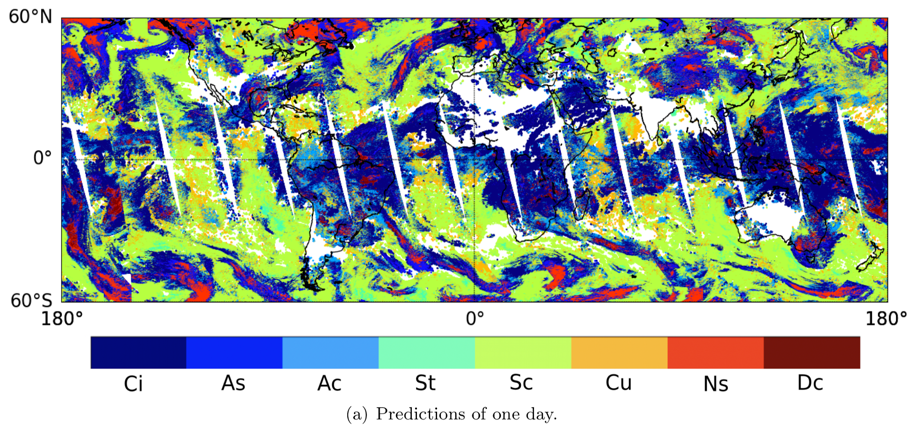 60°N
0°
60°S
180° 0° 180°
Ci As Ac St Sc Cu Ns Dc
(a) Predictions of one day.